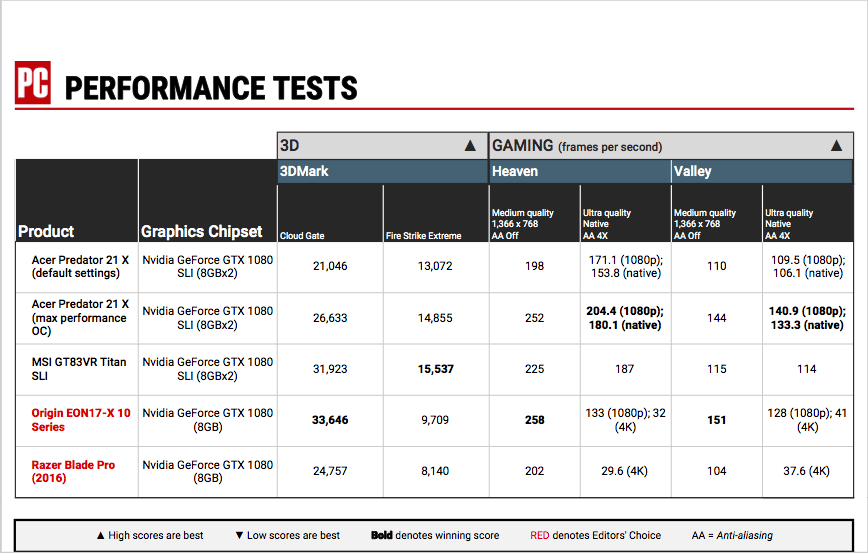 PC PERFORMANCE TESTS
3D ▲ GAMING (frames per second) ▲
3DMark Heaven Valley
Product Graphics Chipset Cloud Gate Fire Strike Extreme
Medium quality
1,366 x 768
AA Off
Ultra quality
Native
AA 4X
Medium quality
1,366 x 768
AA Off
Ultra quality
Native
AA 4X
Acer Predator 21 X
(default settings)
Nvidia GeForce GTX 1080
SLI (8GBx2)
21,046
13,072
198
171.1 (1080p);
153.8 (native)
110
109.5 (1080p);
106.1 (native)
Acer Predator 21 X
(max performance
OC)
Nvidia GeForce GTX 1080
SLI (8GBx2)
26,633
14,855
252
204.4 (1080p);
180.1 (native)
144
140.9 (1080p);
133.3 (native)
MSI GT83VR Titan
SLI
Nvidia GeForce GTX 1080
SLI (8GBx2)
31,923
15,537
225
187
115
114
Origin EON17-X 10
Series
Nvidia GeForce GTX 1080
(8GB)
33,646
9,709
258
133 (1080p); 32
(4K)
151
128 (1080p); 41
(4K)
Razer Blade Pro
(2016)
Nvidia GeForce GTX 1080
(8GB)
24,757
8,140
202
29.6 (4K)
104
37.6 (4K)
▲ High scores are best ▼ Low scores are best Bold denotes winning score RED denotes Editors' Choice AA = Anti-aliasing